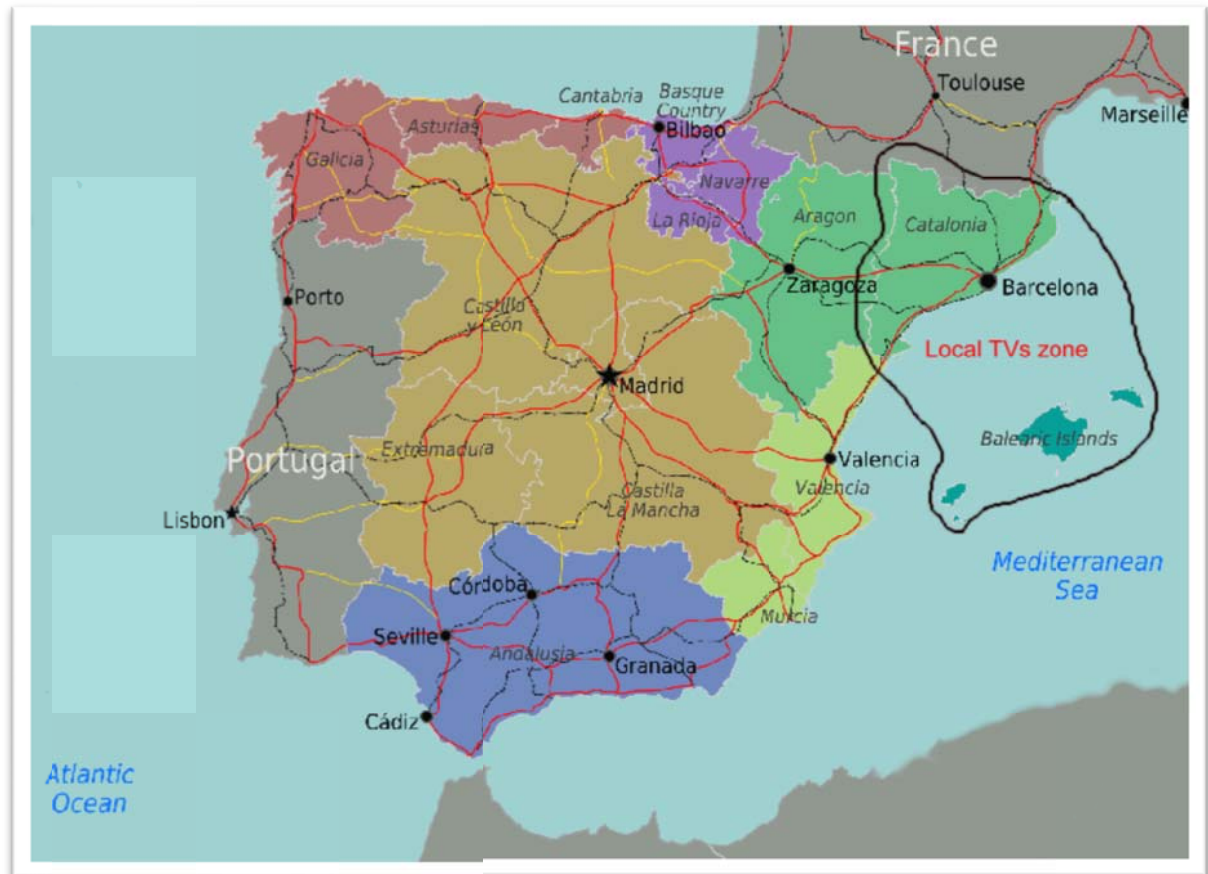 France
Toulouse
Marseille
Cantabria
Basque
Country
Bilbao
Asturias
Galicia
Navarre
La Rioja
Aragon
Catalonia
Zaragoza
Barcelona
Porto
Castilla
y León
Local TVs zone
Madrid
Balearic Islands
Extremadura
Portugal
Valencia
Valencia
Castilla
La Mancha
Lisbon
Mediterranean
Sea
Córdoba
Murcia
Seville
Andalusia
Granada
Cádiz
Atlantic
Ocean